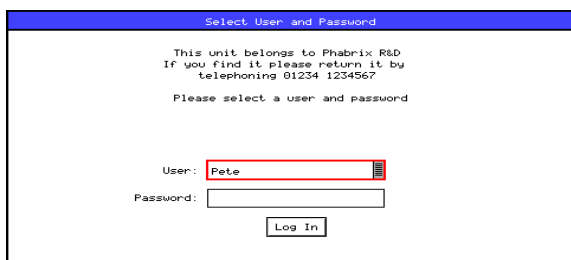 Select User and Password
This unit belongs to Phabrix R&D
If you find it please return it by
telephoning 01234 1234567
Please select a user and password
User: Pete
Password:
Log In